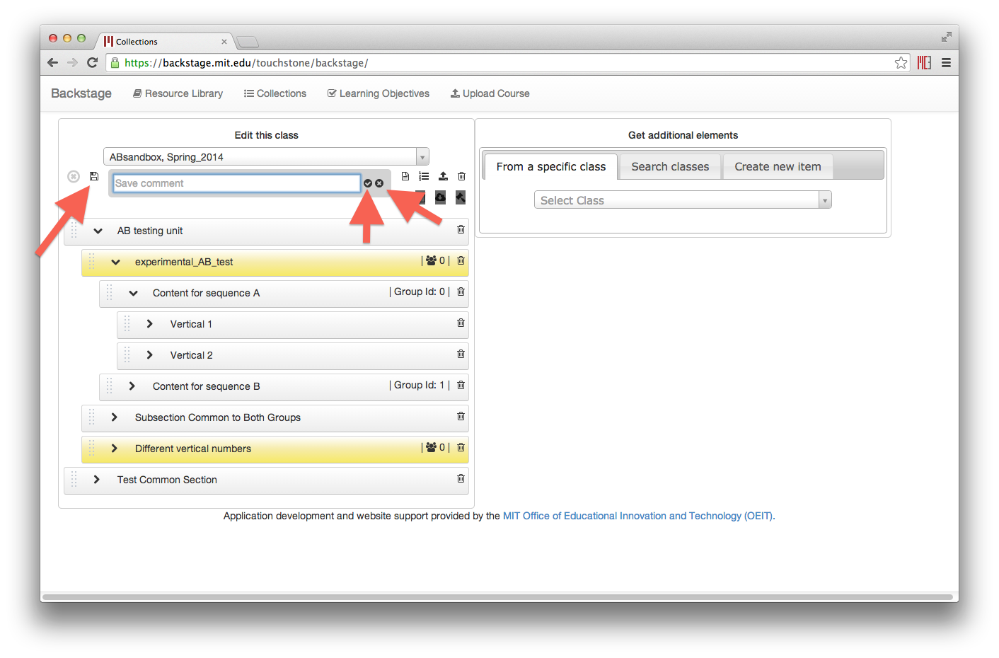 Collections
https://backstage.mit.edu/touchstone/backstage/
Backstage Resource Library Collections Learning Objectives Upload Course
Edit this class
ABsandbox, Spring_2014
Save comment
AB testing unit
experimental_AB_test | 0 |
Content for sequence A | Group Id: 0 |
Vertical 1
Vertical 2
Content for sequence B | Group Id: 1 |
Subsection Common to Both Groups
Different vertical numbers | 0 |
Test Common Section
Get additional elements
From a specific class Search classes Create new item
Select Class
Application development and website support provided by the MIT Office of Educational Innovation and Technology (OEIT).